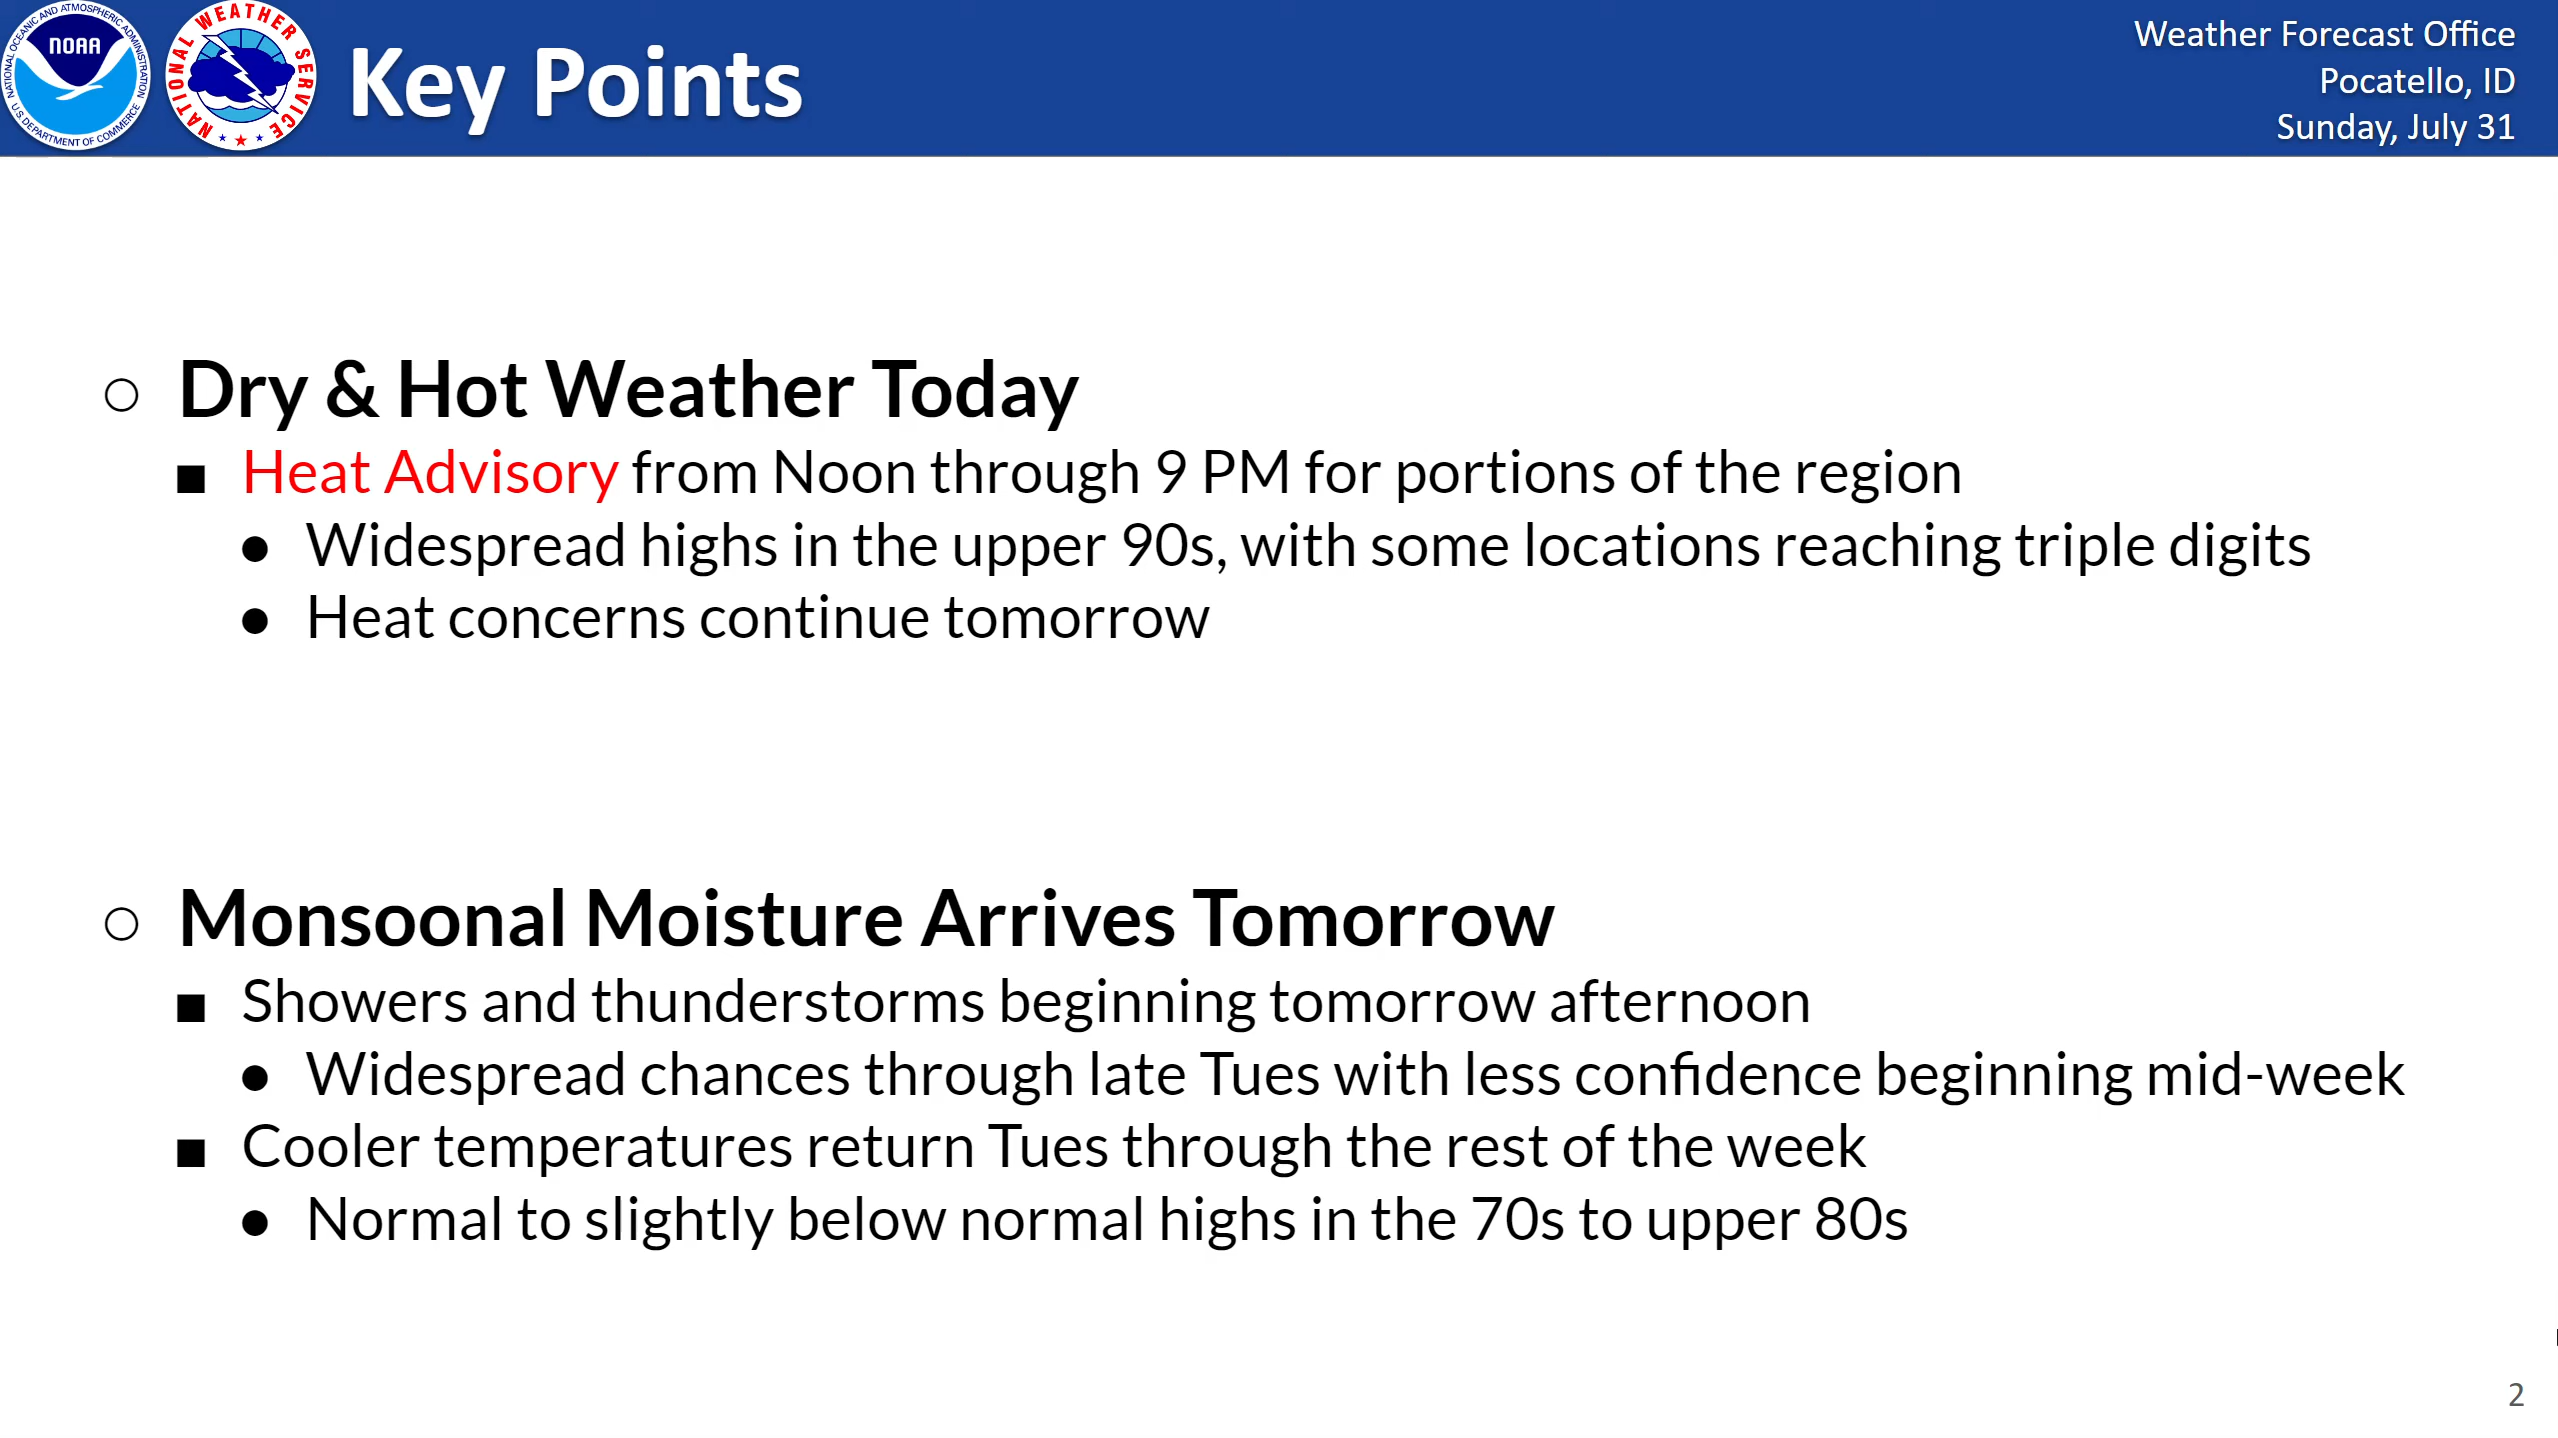 NATIONAL OCEANIC AND ATMOSPHERIC ADMINISTRATION
NOAA
U.S. DEPARTMENT OF COMMERCE
NATIONAL WEATHER SERVICE
Key Points
Weather Forecast Office
Pocatello, ID
Sunday, July 31
○ Dry & Hot Weather Today
■ Heat Advisory from Noon through 9 PM for portions of the region
● Widespread highs in the upper 90s, with some locations reaching triple digits
● Heat concerns continue tomorrow
○ Monsoonal Moisture Arrives Tomorrow
■ Showers and thunderstorms beginning tomorrow afternoon
● Widespread chances through late Tues with less confidence beginning mid-week
■ Cooler temperatures return Tues through the rest of the week
● Normal to slightly below normal highs in the 70s to upper 80s
2